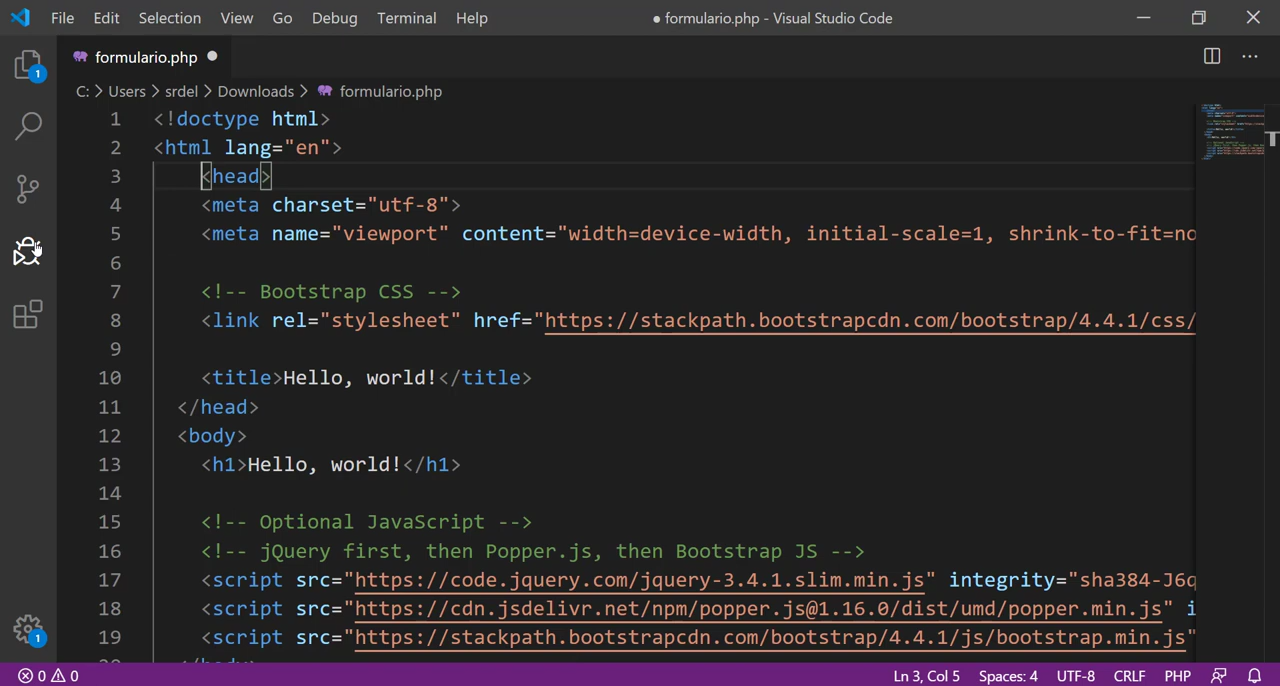 File Edit Selection View Go Debug Terminal Help ● formulario.php - Visual Studio Code
formulario.php ●
C: > Users > srdel > Downloads > formulario.php
1 <!doctype html>
2 <html lang="en">
3 <head>
4 <meta charset="utf-8">
5 <meta name="viewport" content="width=device-width, initial-scale=1, shrink-to-fit=no
6
7 <!-- Bootstrap CSS -->
8 <link rel="stylesheet" href="https://stackpath.bootstrapcdn.com/bootstrap/4.4.1/css/
9
10 <title>Hello, world!</title>
11 </head>
12 <body>
13 <h1>Hello, world!</h1>
14
15 <!-- Optional JavaScript -->
16 <!-- jQuery first, then Popper.js, then Bootstrap JS -->
17 <script src="https://code.jquery.com/jquery-3.4.1.slim.min.js" integrity="sha384-J6q
18 <script src="https://cdn.jsdelivr.net/npm/popper.js@1.16.0/dist/umd/popper.min.js" i
19 <script src="https://stackpath.bootstrapcdn.com/bootstrap/4.4.1/js/bootstrap.min.js"
1
1
0 0 Ln 3, Col 5 Spaces: 4 UTF-8 CRLF PHP